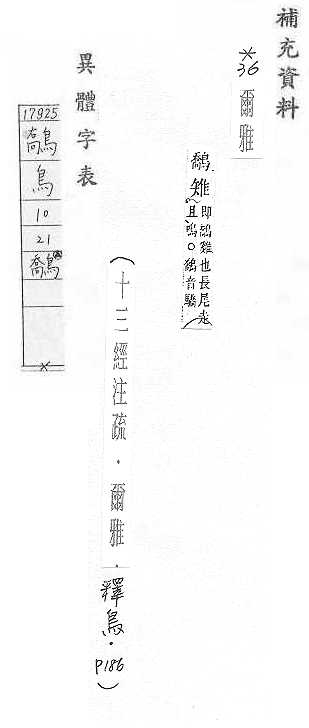 補充資料
*36 爾雅
鷮雉
即鷮雞也長尾走
且鳴○鷮音驕
(十三經注疏．爾雅．釋鳥．P186)
異體字表
17925
鳥
10
21
鷮